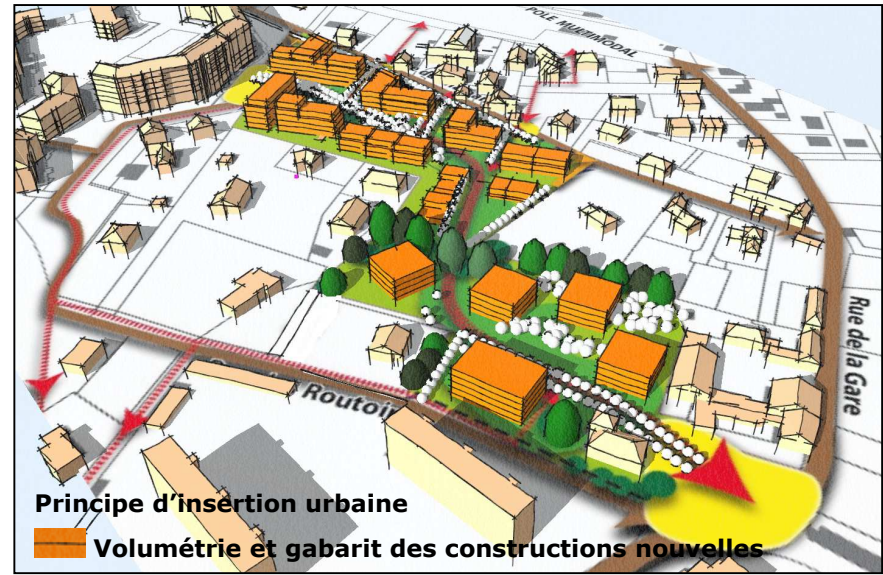 POLE MULTIMODAL
Rue de la Gare
Routoir
Principe d'insertion urbaine
Volumétrie et gabarit des constructions nouvelles